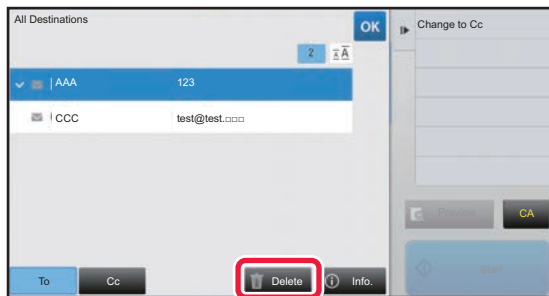 All Destinations
OK
Change to Cc
2
AA
AAA 123
CCC test@test.□□□
Preview
CA
To
Cc
Delete
Info.
Start